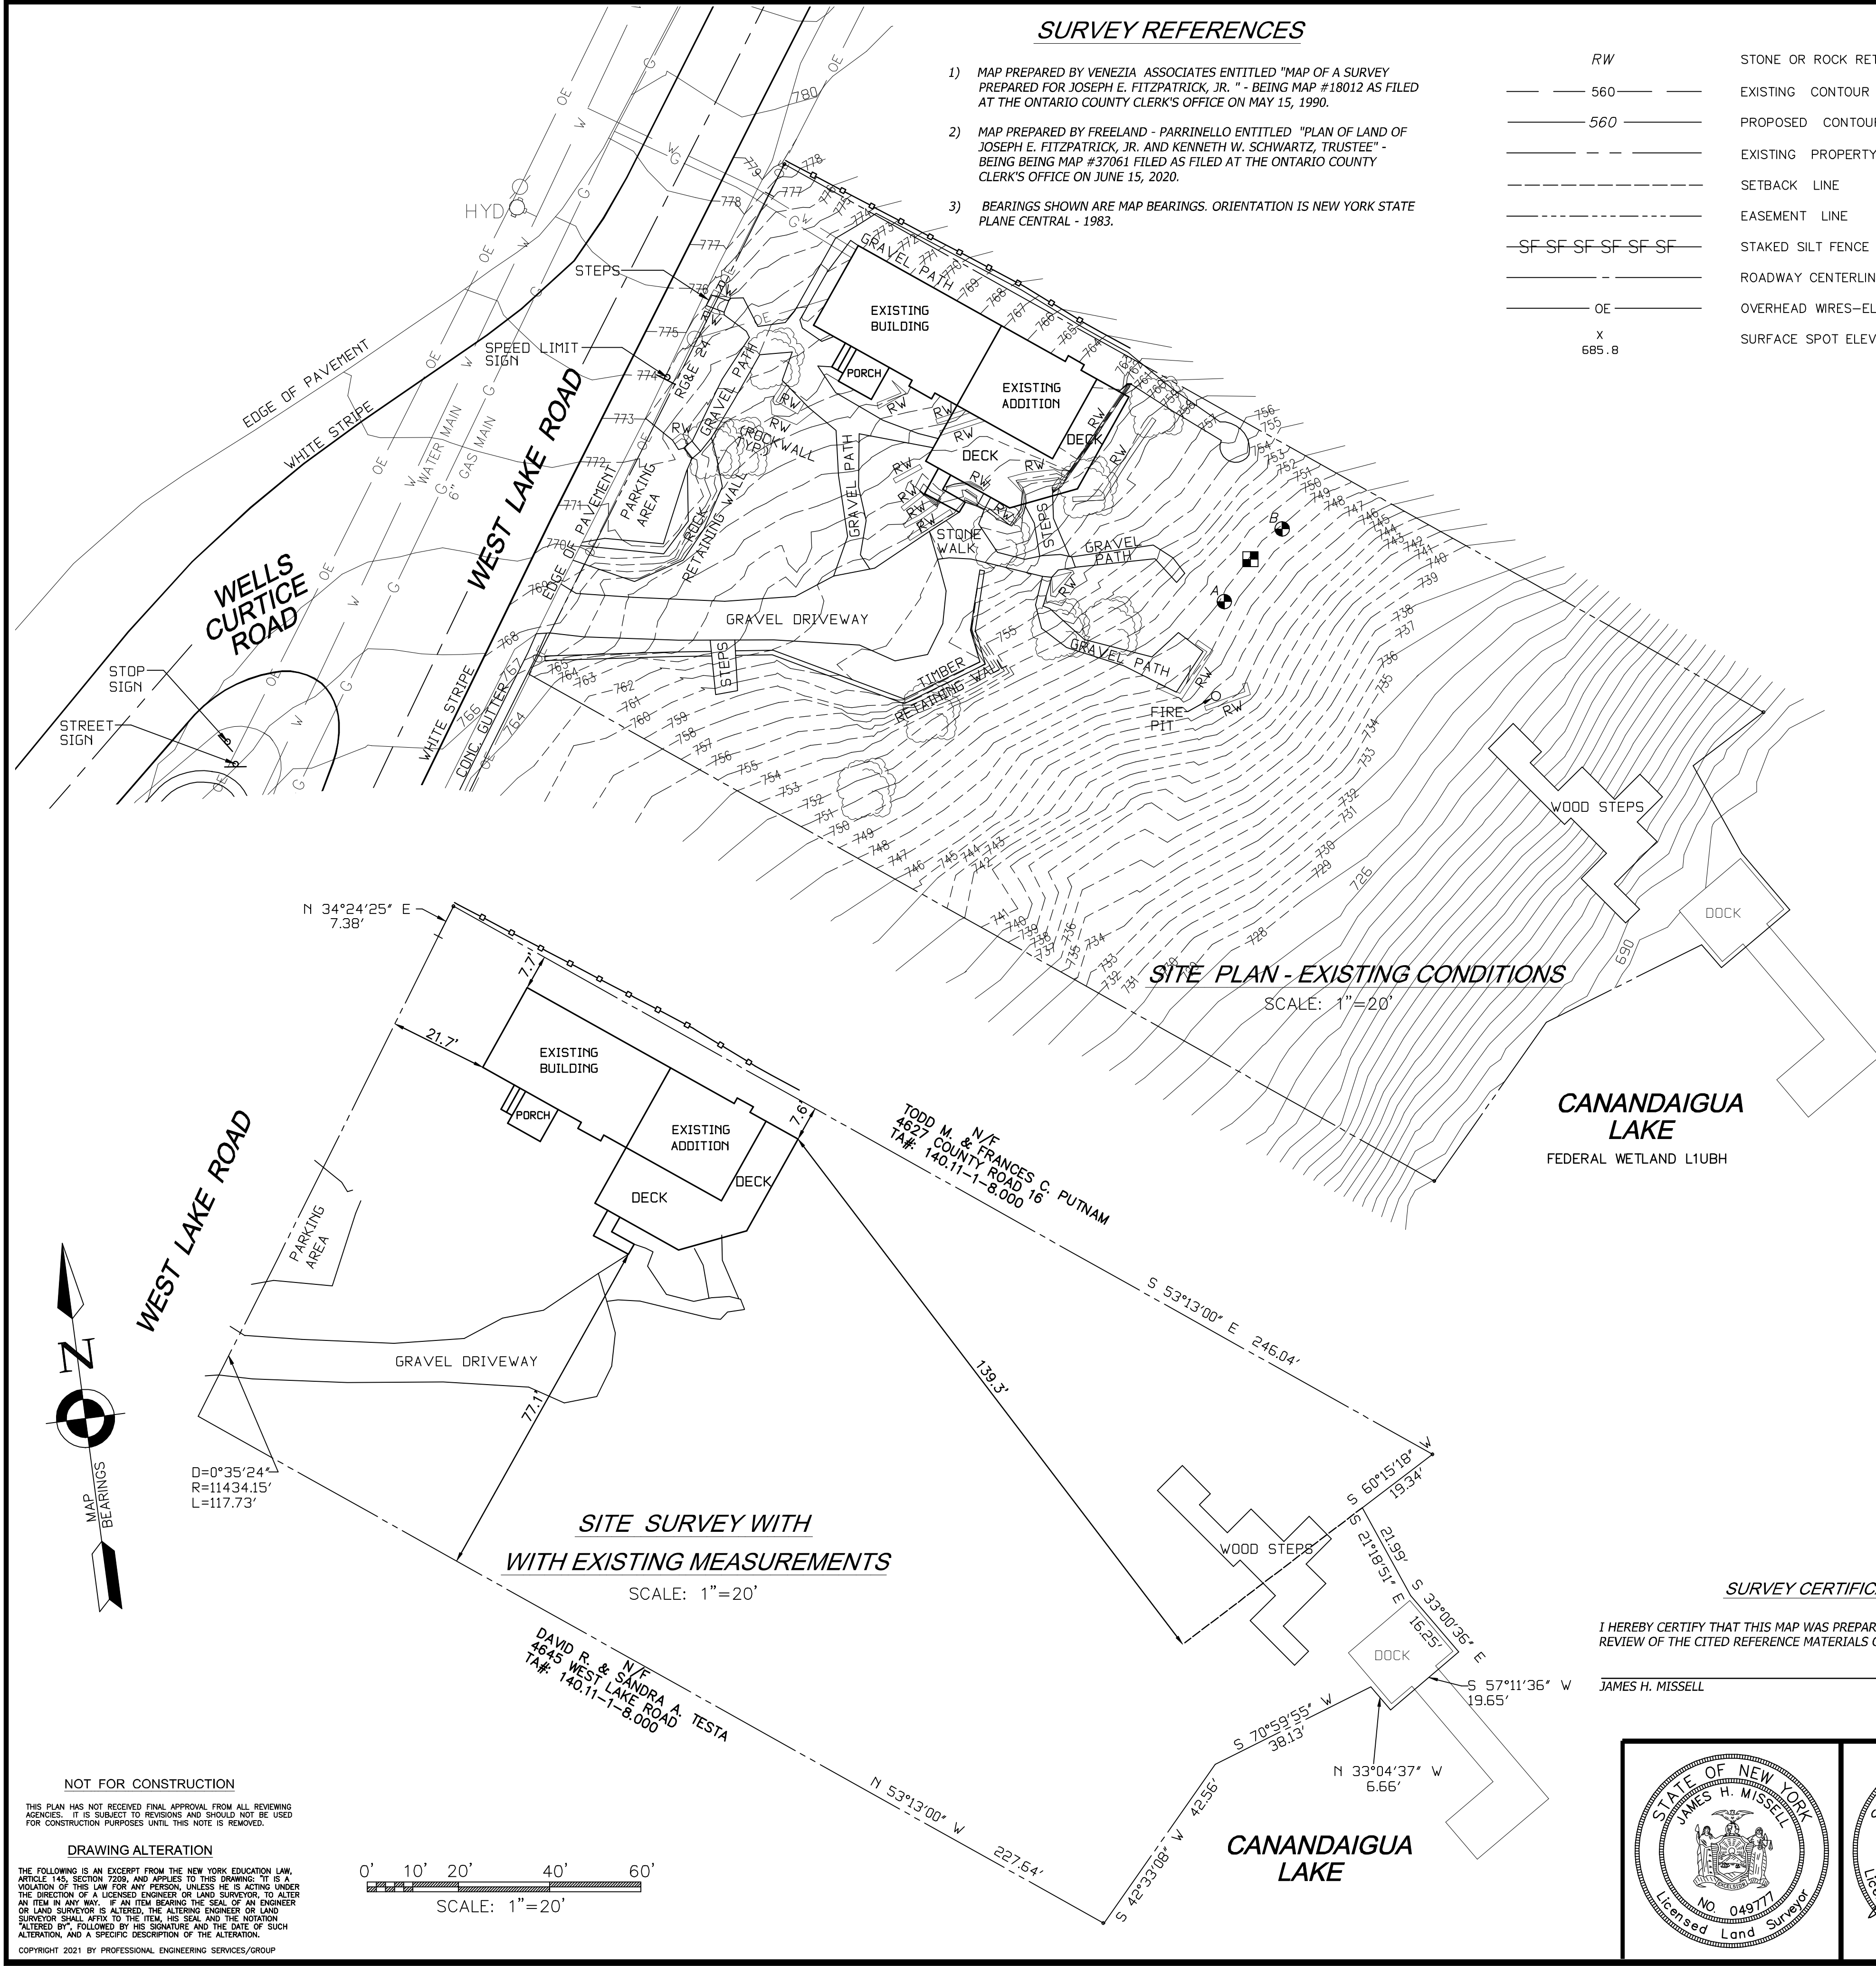 SURVEY REFERENCES
1) MAP PREPARED BY VENEZIA ASSOCIATES ENTITLED "MAP OF A SURVEY
PREPARED FOR JOSEPH E. FITZPATRICK, JR. " - BEING MAP #18012 AS FILED
AT THE ONTARIO COUNTY CLERK'S OFFICE ON MAY 15, 1990.
2) MAP PREPARED BY FREELAND - PARRINELLO ENTITLED "PLAN OF LAND OF
JOSEPH E. FITZPATRICK, JR. AND KENNETH W. SCHWARTZ, TRUSTEE" -
BEING BEING MAP #37061 FILED AS FILED AT THE ONTARIO COUNTY
CLERK'S OFFICE ON JUNE 15, 2020.
3) BEARINGS SHOWN ARE MAP BEARINGS. ORIENTATION IS NEW YORK STATE
PLANE CENTRAL - 1983.
RW STONE OR ROCK RET
560 EXISTING CONTOUR
560 PROPOSED CONTOUR
EXISTING PROPERTY
SETBACK LINE
EASEMENT LINE
SF SF SF SF SF SF STAKED SILT FENCE
ROADWAY CENTERLIN
OE OVERHEAD WIRES-EL
X
685.8
SURFACE SPOT ELEV
HYD
STEPS
SPEED LIMIT
SIGN
EDGE OF PAVEMENT
WHITE STRIPE
WATER MAIN
6" GAS MAIN
WEST LAKE ROAD
WELLS
CURTICE
ROAD
STOP
SIGN
STREET
SIGN
WHITE STRIPE
CONC. GUTTER
EDGE OF PAVEMENT
PARKING
AREA
RG&E 24
GRAVEL PATH
ROCK
RETAINING WALL
(ROCKWALL
TYP)
GRAVEL PATH
EXISTING
BUILDING
PORCH
EXISTING
ADDITION
DECK
DECK
GRAVEL PATH
STONE
WALK
STEPS
GRAVEL
PATH
GRAVEL DRIVEWAY
STEPS
TIMBER
RETAINING WALL
GRAVEL PATH
FIRE
PIT
A
B
WOOD STEPS
DOCK
780
726
728
690
SITE PLAN - EXISTING CONDITIONS
SCALE: 1"=20'
CANANDAIGUA
LAKE
FEDERAL WETLAND L1UBH
N 34°24'25" E
7.38'
7.7'
21.7'
EXISTING
BUILDING
PORCH
EXISTING
ADDITION
DECK
DECK
7.6'
N/F
TODD M. & FRANCES C. PUTNAM
4627 COUNTY ROAD 16
TA#: 140.11-1-8.000
WEST LAKE ROAD
PARKING
AREA
S 53°13'00" E 246.04'
GRAVEL DRIVEWAY
77.1'
139.3'
N
MAP
BEARINGS
D=0°35'24"
R=11434.15'
L=117.73'
SITE SURVEY WITH
WITH EXISTING MEASUREMENTS
SCALE: 1"=20'
S 60°15'18" W
19.34'
21.99'
S 21°18'51" E
WOOD STEPS
S 33°00'36" E
16.25'
DOCK
S 57°11'36" W
19.65'
S 70°59'55" W
38.13'
N 33°04'37" W
6.66'
N/F
DAVID R. & SANDRA A. TESTA
4645 WEST LAKE ROAD
TA#: 140.11-1-8.000
N 53°13'00" W 227.64'
S 42°33'08" W 42.56'
CANANDAIGUA
LAKE
SURVEY CERTIFIC
I HEREBY CERTIFY THAT THIS MAP WAS PREPAR
REVIEW OF THE CITED REFERENCE MATERIALS
JAMES H. MISSELL
STATE OF NEW YORK
JAMES H. MISSELL
EXCELSIOR
NO. 049777
Licensed Land Surveyor
NOT FOR CONSTRUCTION
THIS PLAN HAS NOT RECEIVED FINAL APPROVAL FROM ALL REVIEWING
AGENCIES. IT IS SUBJECT TO REVISIONS AND SHOULD NOT BE USED
FOR CONSTRUCTION PURPOSES UNTIL THIS NOTE IS REMOVED.
DRAWING ALTERATION
THE FOLLOWING IS AN EXCERPT FROM THE NEW YORK EDUCATION LAW,
ARTICLE 145, SECTION 7209, AND APPLIES TO THIS DRAWING: "IT IS A
VIOLATION OF THIS LAW FOR ANY PERSON, UNLESS HE IS ACTING UNDER
THE DIRECTION OF A LICENSED ENGINEER OR LAND SURVEYOR, TO ALTER
AN ITEM IN ANY WAY. IF AN ITEM BEARING THE SEAL OF AN ENGINEER
OR LAND SURVEYOR IS ALTERED, THE ALTERING ENGINEER OR LAND
SURVEYOR SHALL AFFIX TO THE ITEM, HIS SEAL AND THE NOTATION
"ALTERED BY", FOLLOWED BY HIS SIGNATURE AND THE DATE OF SUCH
ALTERATION, AND A SPECIFIC DESCRIPTION OF THE ALTERATION.
COPYRIGHT 2021 BY PROFESSIONAL ENGINEERING SERVICES/GROUP
0' 10' 20' 40' 60'
SCALE: 1"=20'